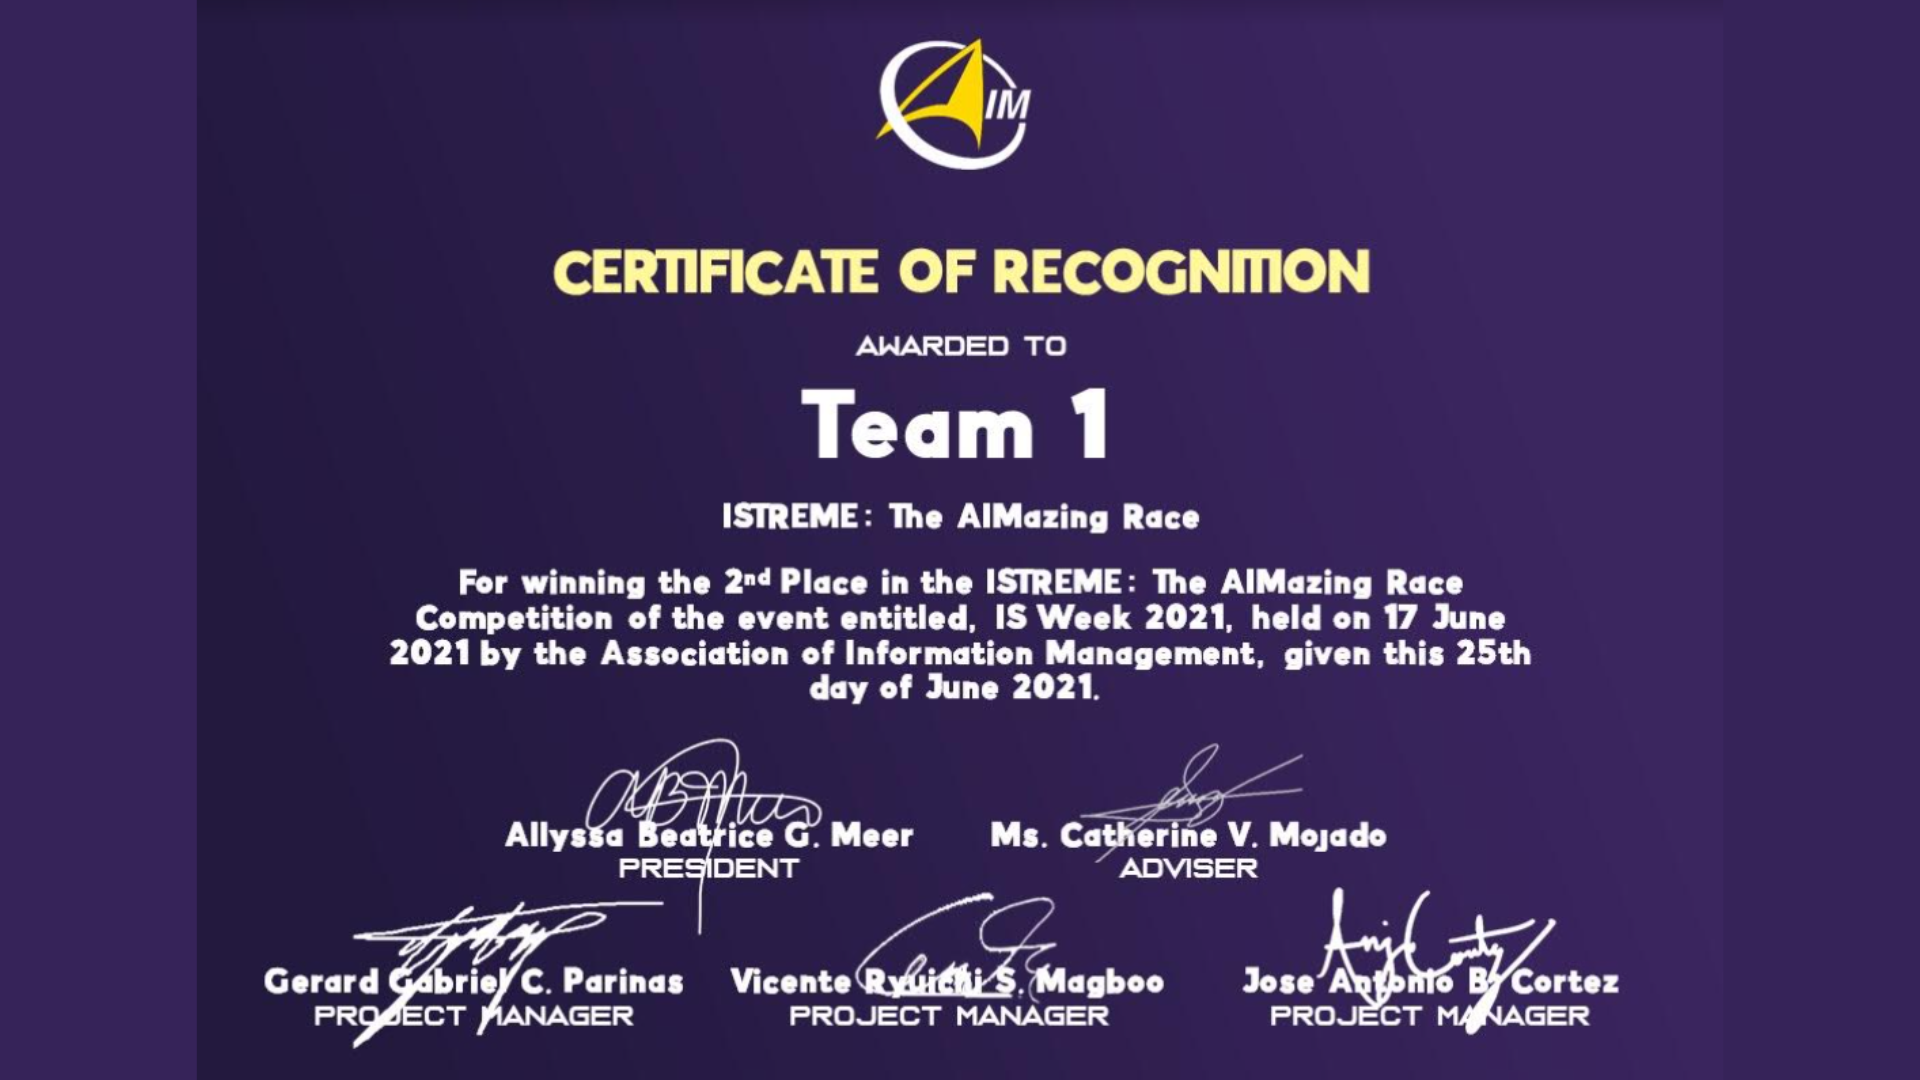 AIM
CERTIFICATE OF RECOGNITION
AWARDED TO
Team 1
ISTREME: The AIMazing Race
For winning the 2nd Place in the ISTREME: The AIMazing Race
Competition of the event entitled, IS Week 2021, held on 17 June
2021 by the Association of Information Management, given this 25th
day of June 2021.
Allyssa Beatrice G. Meer
PRESIDENT
Ms. Catherine V. Mojado
ADVISER
Gerard Gabriel C. Parinas
PROJECT MANAGER
Vicente Ryuichi S. Magboo
PROJECT MANAGER
Jose Antonio B. Cortez
PROJECT MANAGER